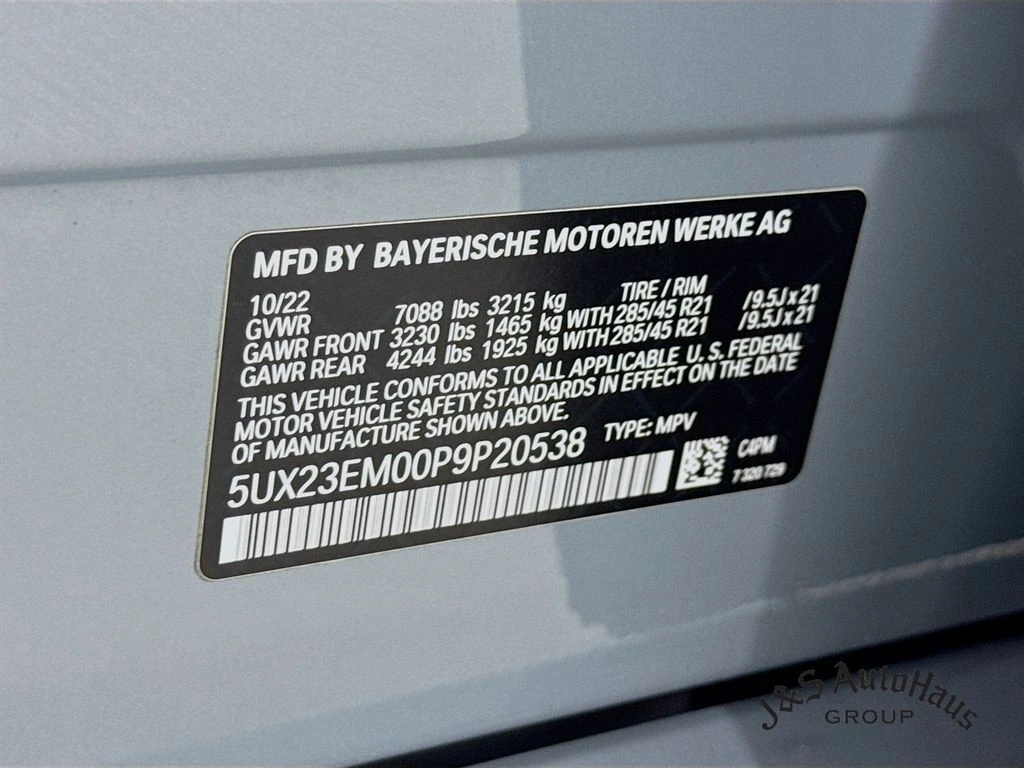 MFD BY BAYERISCHE MOTOREN WERKE AG
10/22 TIRE / RIM
GVWR 7088 lbs 3215 kg
GAWR FRONT 3230 lbs 1465 kg WITH 285/45 R21 /9.5J x 21
GAWR REAR 4244 lbs 1925 kg WITH 285/45 R21 /9.5J x 21
THIS VEHICLE CONFORMS TO ALL APPLICABLE U. S. FEDERAL
MOTOR VEHICLE SAFETY STANDARDS IN EFFECT ON THE DATE
OF MANUFACTURE SHOWN ABOVE.
5UX23EM00P9P20538 TYPE: MPV
C4PM
7 320 729
J&S AutoHaus
GROUP